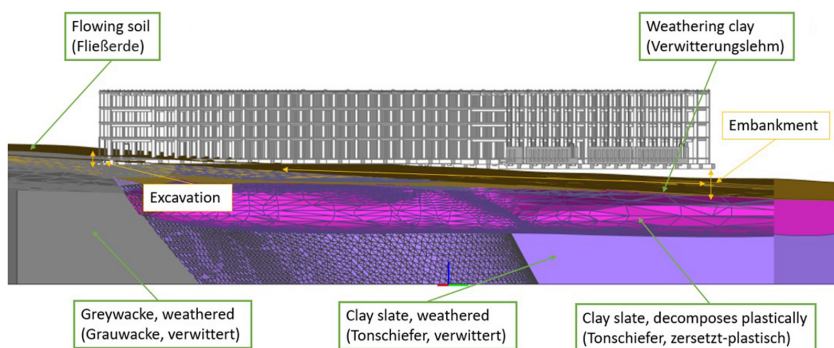 Flowing soil
(Fließerde)
Weathering clay
(Verwitterungslehm)
Embankment
Excavation
Greywacke, weathered
(Grauwacke, verwittert)
Clay slate, weathered
(Tonschiefer, verwittert)
Clay slate, decomposes plastically
(Tonschiefer, zersetzt-plastisch)